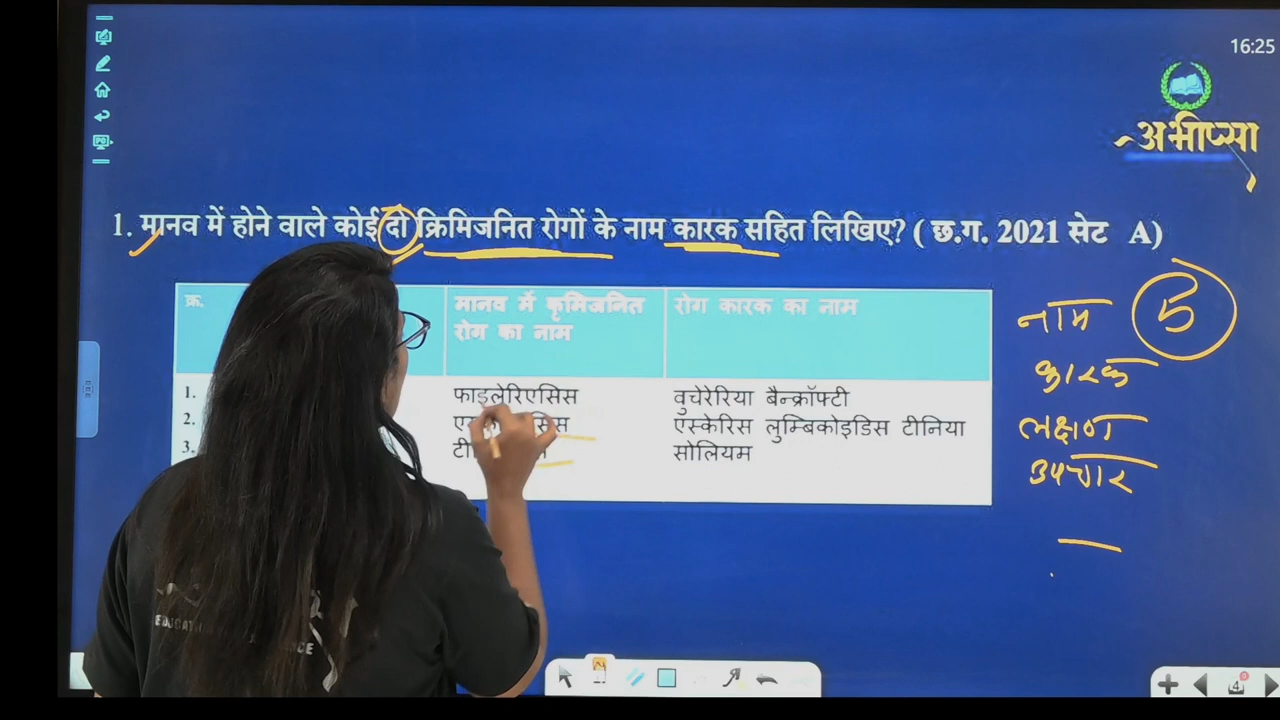 16:25
अभीप्सा
1. मानव में होने वाले कोई दो क्रिमिजनित रोगों के नाम कारक सहित लिखिए? ( छ.ग. 2021 सेट A)
क्र. मानव में कृमिजनित रोग का नाम रोग कारक का नाम
1. फाइलेरिएसिस वुचेरेरिया बैन्क्रॉफ्टी
2. एस्केरिस लुम्बिकोइडिस टीनिया
3. सोलियम
नाम 5
कारक
लक्षण
उपचार
4